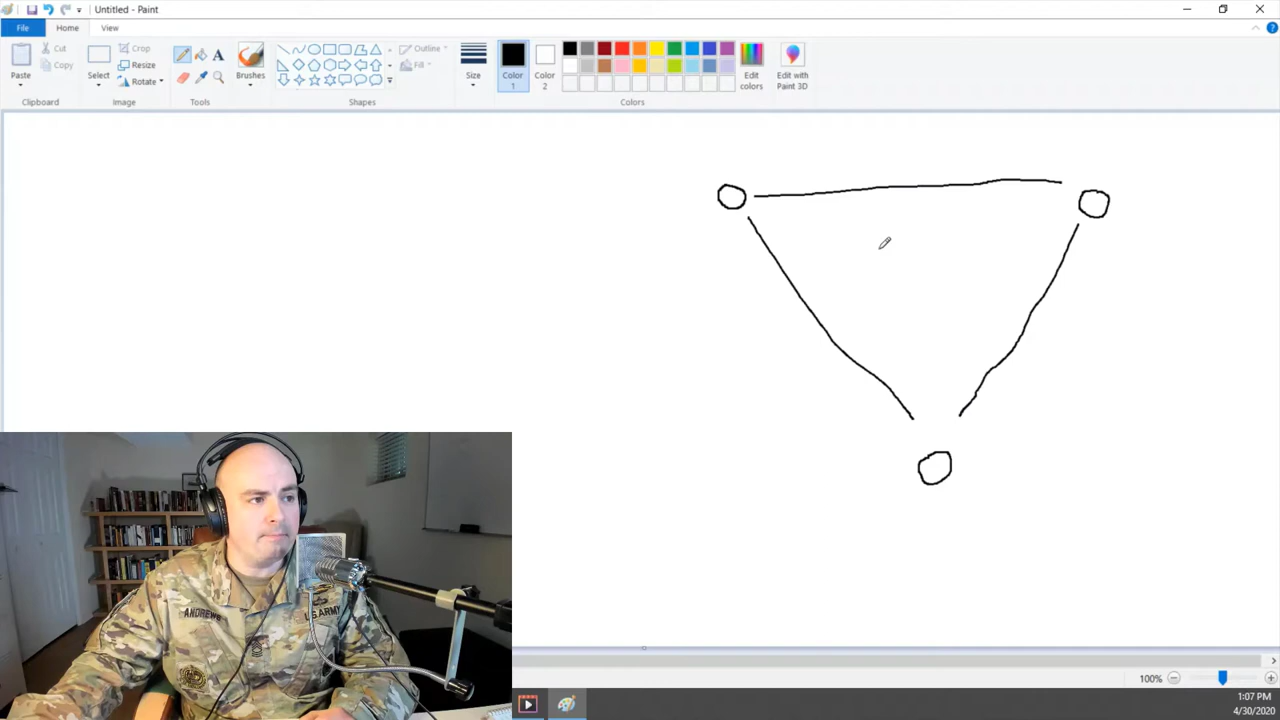 Untitled - Paint
File Home View
Paste
Cut
Copy
Clipboard
Select
Crop
Resize
Rotate
Image
Tools
Brushes
Outline
Fill
Shapes
Size
Color 1
Color 2
Edit colors
Edit with Paint 3D
Colors
ANDREWS
U.S. ARMY
100%
1:07 PM
4/30/2020